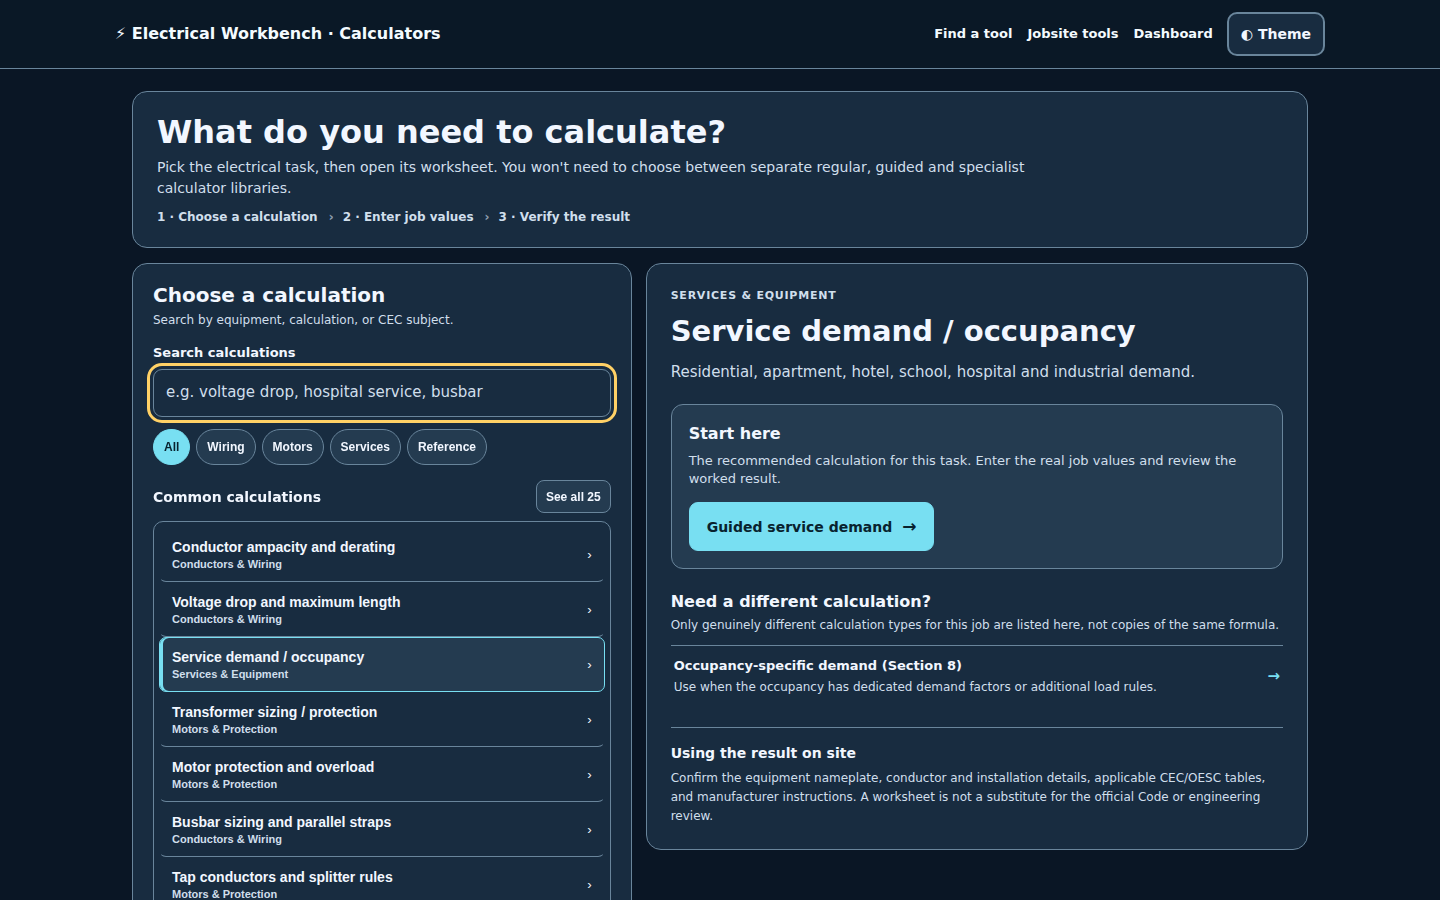 ⚡ Electrical Workbench · Calculators
Find a tool
Jobsite tools
Dashboard
◐ Theme
What do you need to calculate?
Pick the electrical task, then open its worksheet. You won't need to choose between separate regular, guided and specialist
calculator libraries.
1 · Choose a calculation › 2 · Enter job values › 3 · Verify the result
Choose a calculation
Search by equipment, calculation, or CEC subject.
Search calculations
e.g. voltage drop, hospital service, busbar
All
Wiring
Motors
Services
Reference
Common calculations
See all 25
Conductor ampacity and derating
Conductors & Wiring
›
Voltage drop and maximum length
Conductors & Wiring
›
Service demand / occupancy
Services & Equipment
›
Transformer sizing / protection
Motors & Protection
›
Motor protection and overload
Motors & Protection
›
Busbar sizing and parallel straps
Conductors & Wiring
›
Tap conductors and splitter rules
Motors & Protection
›
SERVICES & EQUIPMENT
Service demand / occupancy
Residential, apartment, hotel, school, hospital and industrial demand.
Start here
The recommended calculation for this task. Enter the real job values and review the
worked result.
Guided service demand →
Need a different calculation?
Only genuinely different calculation types for this job are listed here, not copies of the same formula.
Occupancy-specific demand (Section 8)
Use when the occupancy has dedicated demand factors or additional load rules.
→
Using the result on site
Confirm the equipment nameplate, conductor and installation details, applicable CEC/OESC tables,
and manufacturer instructions. A worksheet is not a substitute for the official Code or engineering
review.